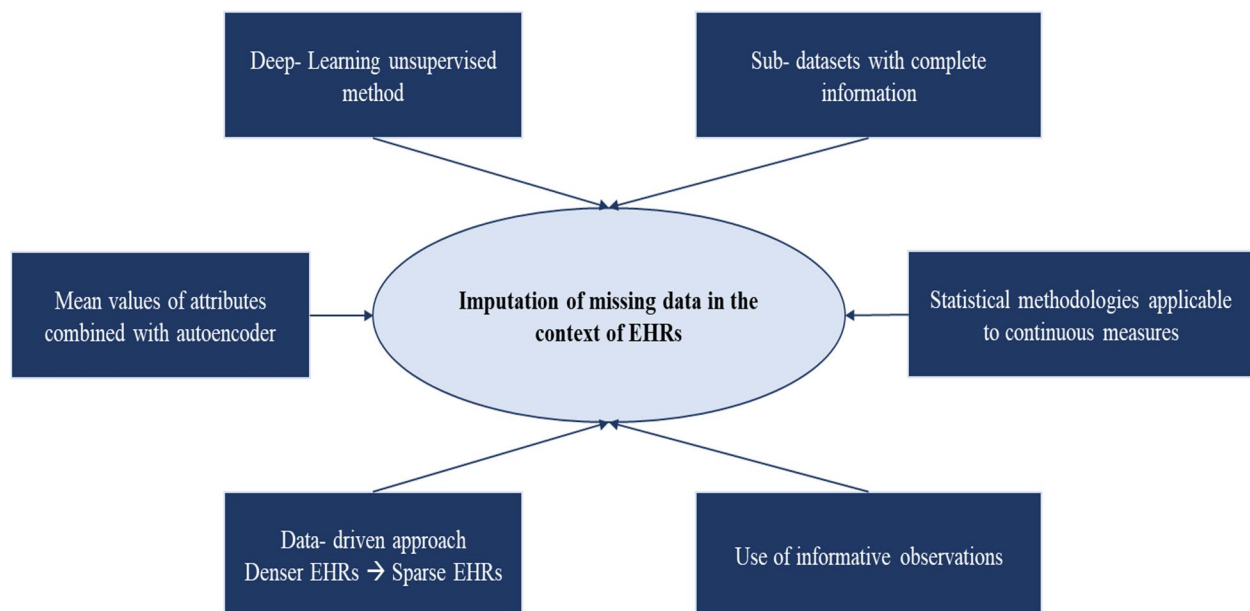 Deep- Learning unsupervised
method
Sub- datasets with complete
information
Mean values of attributes
combined with autoencoder
Imputation of missing data in the
context of EHRs
Statistical methodologies applicable
to continuous measures
Data- driven approach
Denser EHRs → Sparse EHRs
Use of informative observations